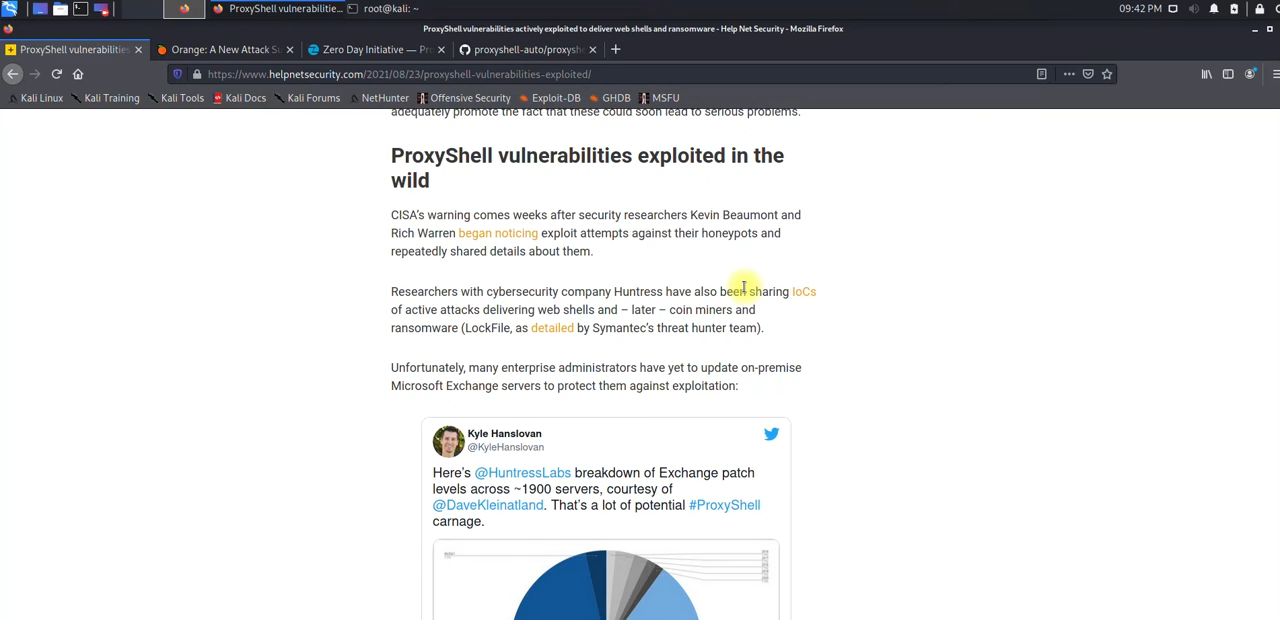 ProxyShell vulnerabilitie...
root@kali: ~
09:42 PM
ProxyShell vulnerabilities actively exploited to deliver web shells and ransomware - Help Net Security - Mozilla Firefox
ProxyShell vulnerabilities
Orange: A New Attack Su
Zero Day Initiative — Pro
proxyshell-auto/proxysh
https://www.helpnetsecurity.com/2021/08/23/proxyshell-vulnerabilities-exploited/
Kali Linux
Kali Training
Kali Tools
Kali Docs
Kali Forums
NetHunter
Offensive Security
Exploit-DB
GHDB
MSFU
adequately promote the fact that these could soon lead to serious problems.
ProxyShell vulnerabilities exploited in the
wild
CISA's warning comes weeks after security researchers Kevin Beaumont and
Rich Warren began noticing exploit attempts against their honeypots and
repeatedly shared details about them.
Researchers with cybersecurity company Huntress have also been sharing IoCs
of active attacks delivering web shells and – later – coin miners and
ransomware (LockFile, as detailed by Symantec's threat hunter team).
Unfortunately, many enterprise administrators have yet to update on-premise
Microsoft Exchange servers to protect them against exploitation:
Kyle Hanslovan
@KyleHanslovan
Here's @HuntressLabs breakdown of Exchange patch
levels across ~1900 servers, courtesy of
@DaveKleinatland. That's a lot of potential #ProxyShell
carnage.